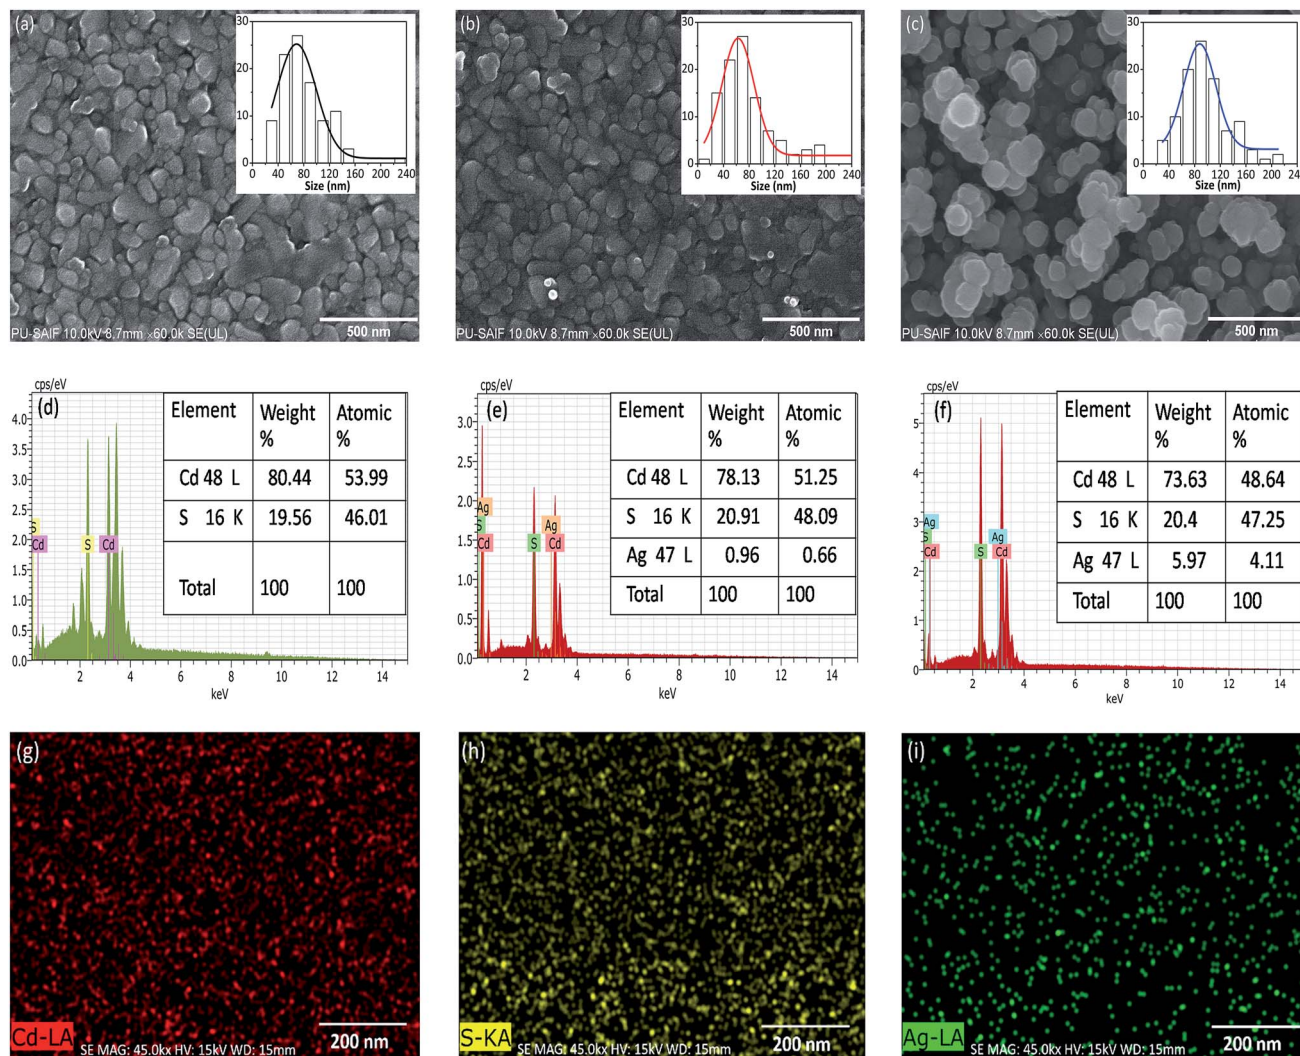 (a)
30
20
10
0
0 40 80 120 160 200 240
Size (nm)
PU-SAIF 10.0kV 8.7mm ×60.0k SE(UL)
500 nm
(b)
30
20
10
0
0 40 80 120 160 200 240
Size (nm)
PU-SAIF 10.0kV 8.7mm ×60.0k SE(UL)
500 nm
(c)
30
20
10
0
0 40 80 120 160 200 24
Size (nm)
PU-SAIF 10.0kV 8.7mm ×60.0k SE(UL)
500 nm
cps/eV
(d)
4.0
3.5
3.0
2.5
2.0
1.5
1.0
0.5
0.0
S
Cd
S
Cd
2 4 6 8 10 12 14
keV
Element Weight % Atomic %
Cd 48 L 80.44 53.99
S 16 K 19.56 46.01
Total 100 100
cps/eV
(e)
3.0
2.5
2.0
1.5
1.0
0.5
0.0
Ag
S
Cd
S
Ag
Cd
2 4 6 8 10 12 14
keV
Element Weight % Atomic %
Cd 48 L 78.13 51.25
S 16 K 20.91 48.09
Ag 47 L 0.96 0.66
Total 100 100
cps/eV
(f)
5
4
3
2
1
0
Ag
S
Cd
S
Ag
Cd
2 4 6 8 10 12 14
keV
Element Weight % Atomic %
Cd 48 L 73.63 48.64
S 16 K 20.4 47.25
Ag 47 L 5.97 4.11
Total 100 100
(g)
Cd-LA
200 nm
SE MAG: 45.0kx HV: 15kV WD: 15mm
(h)
S-KA
200 nm
SE MAG: 45.0kx HV: 15kV WD: 15mm
(i)
Ag-LA
200 nm
SE MAG: 45.0kx HV: 15kV WD: 15mm